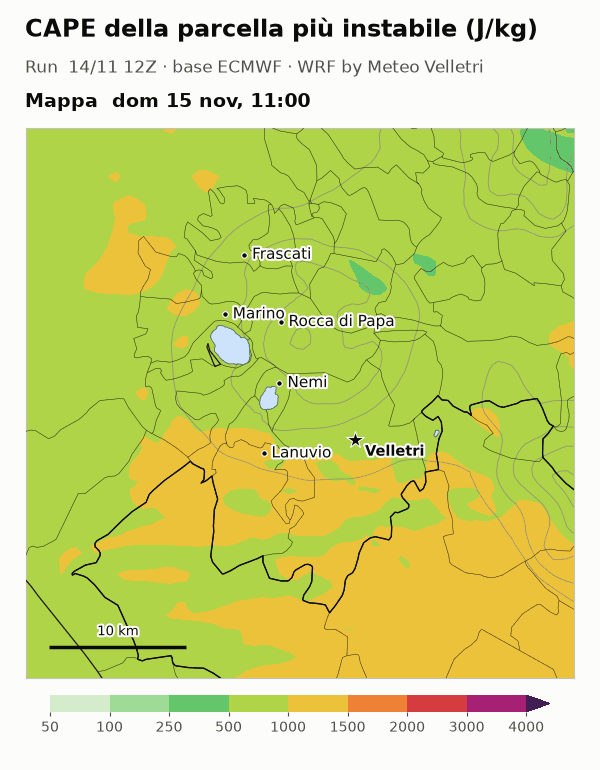 CAPE della parcella più instabile (J/kg)
Run  14/11 12Z · base ECMWF · WRF by Meteo Velletri
Mappa  dom 15 nov, 11:00
Frascati
Marino
Rocca di Papa
Nemi
Velletri
Lanuvio
10 km
50 100 250 500 1000 1500 2000 3000 4000